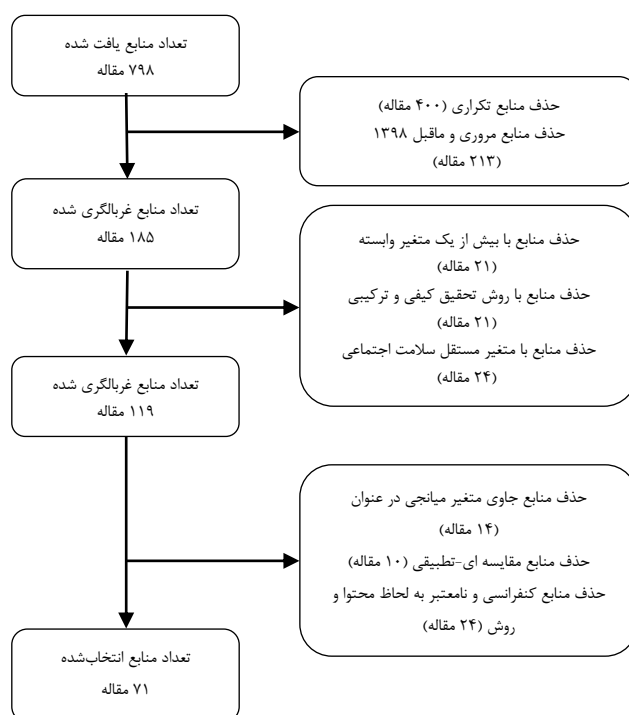 تعداد منابع یافت شده
۷۹۸ مقاله
حذف منابع تکراری (۴۰۰ مقاله)
حذف منابع مروری و ماقبل ۱۳۹۸
(۲۱۳ مقاله)
تعداد منابع غربالگری شده
۱۸۵ مقاله
حذف منابع با بیش از یک متغیر وابسته
(۲۱ مقاله)
حذف منابع با روش تحقیق کیفی و ترکیبی
(۲۱ مقاله)
حذف منابع با متغیر مستقل سلامت اجتماعی
(۲۴ مقاله)
تعداد منابع غربالگری شده
۱۱۹ مقاله
حذف منابع جاوی متغیر میانجی در عنوان
(۱۴ مقاله)
حذف منابع مقایسه ای-تطبیقی (۱۰ مقاله)
حذف منابع کنفرانسی و نامعتبر به لحاظ محتوا و
روش (۲۴ مقاله)
تعداد منابع انتخاب‌شده
۷۱ مقاله